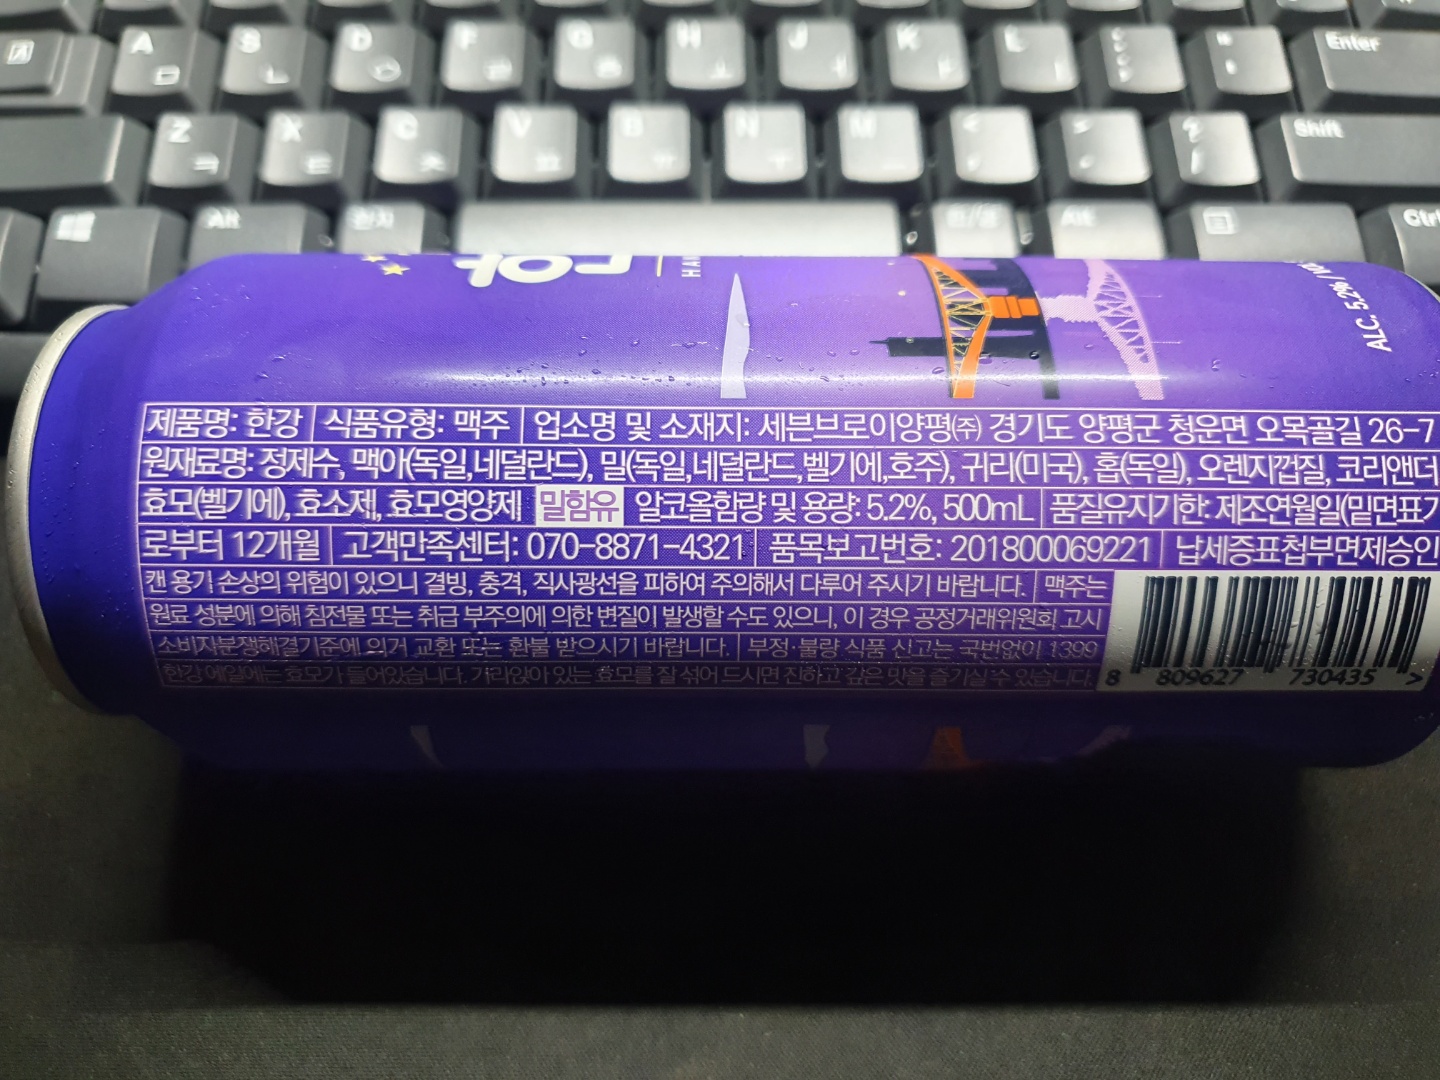 A
S
D
F
G
H
J
K
L
Enter
Z
X
C
V
B
N
M
Shift
Alt
한/영
Alt
Ctrl
한강
ALC. 5.2%
제품명: 한강 식품유형: 맥주 업소명 및 소재지: 세븐브로이양평㈜ 경기도 양평군 청운면 오목골길 26-7
원재료명: 정제수, 맥아(독일,네덜란드), 밀(독일,네덜란드,벨기에,호주), 귀리(미국), 홉(독일), 오렌지껍질, 코리앤더
효모(벨기에), 효소제, 효모영양제 밀함유 알코올함량 및 용량: 5.2%, 500mL 품질유지기한: 제조연월일(밑면표기
로부터 12개월 고객만족센터: 070-8871-4321 품목보고번호: 201800069221 납세증표첩부면제승인
캔 용기 손상의 위험이 있으니 결빙, 충격, 직사광선을 피하여 주의해서 다루어 주시기 바랍니다. 맥주는
원료 성분에 의해 침전물 또는 취급 부주의에 의한 변질이 발생할 수도 있으니, 이 경우 공정거래위원회 고시
소비자분쟁해결기준에 의거 교환 또는 환불 받으시기 바랍니다. 부정·불량 식품 신고는 국번없이 1399
한강 에일에는 효모가 들어있습니다. 가라앉아 있는 효모를 잘 섞어 드시면 진하고 깊은 맛을 즐기실 수 있습니다.
8 809627 730435 >